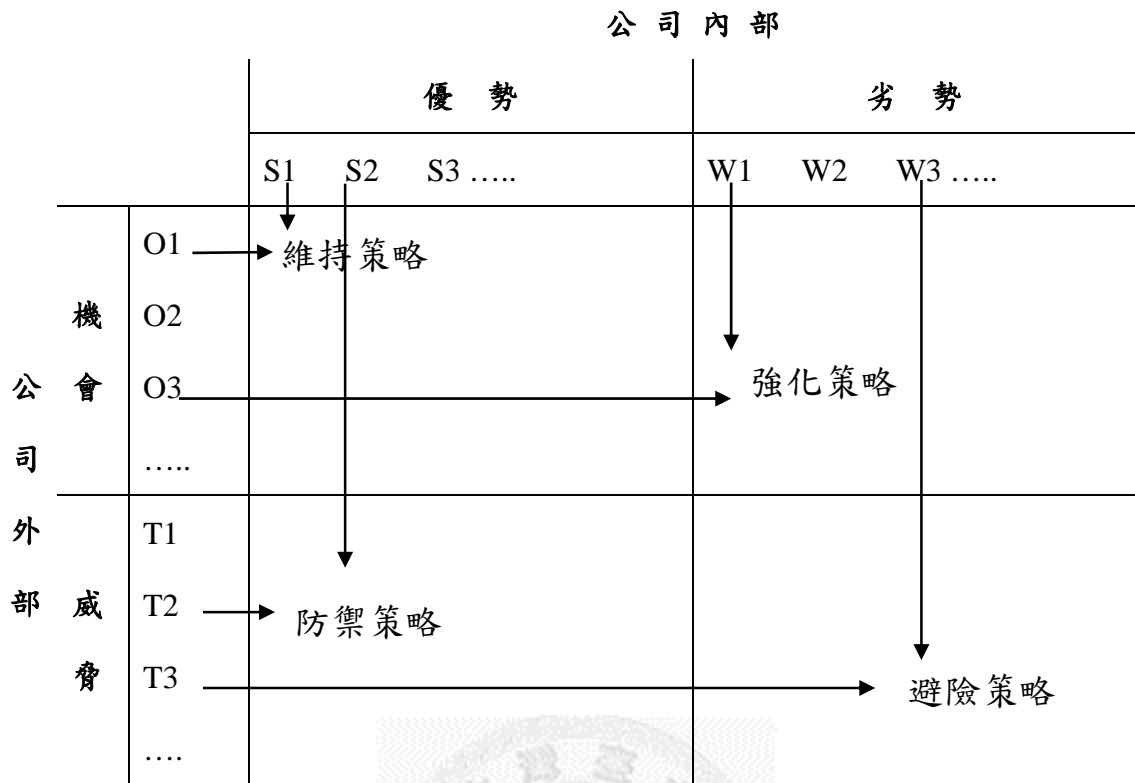 公司內部
優勢 劣勢
S1 S2 S3 ..... W1 W2 W3 .....
公司外部
機會
O1 維持策略
O2
O3 強化策略
.....
威脅
T1
T2 防禦策略
T3 避險策略
....